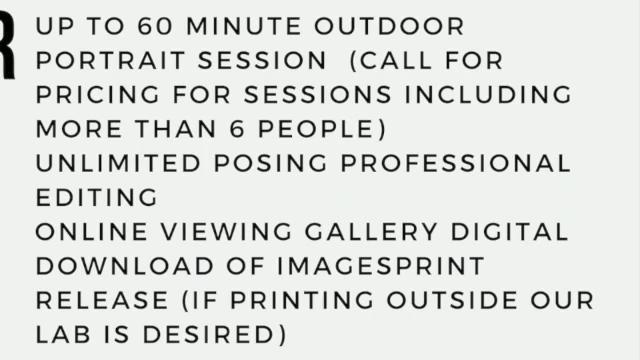 R
UP TO 60 MINUTE OUTDOOR
PORTRAIT SESSION (CALL FOR
PRICING FOR SESSIONS INCLUDING
MORE THAN 6 PEOPLE)
UNLIMITED POSING PROFESSIONAL
EDITING
ONLINE VIEWING GALLERY DIGITAL
DOWNLOAD OF IMAGESPRINT
RELEASE (IF PRINTING OUTSIDE OUR
LAB IS DESIRED)